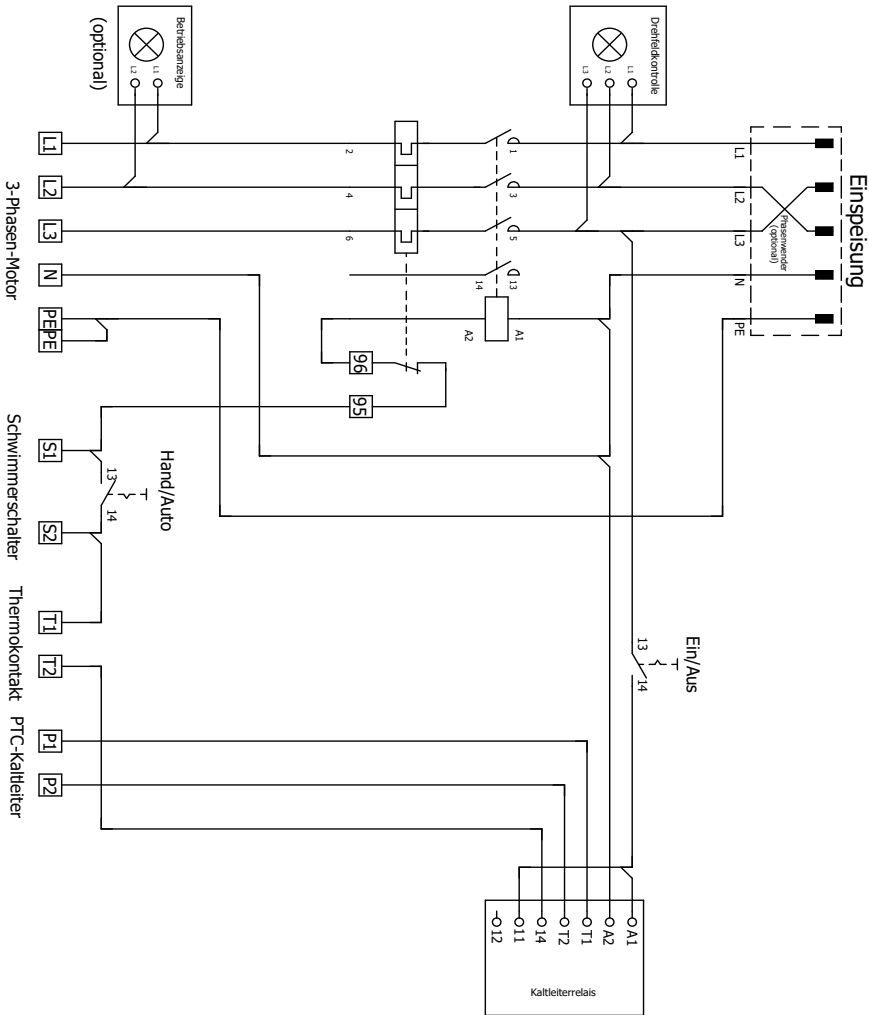 Einspeisung
Phasenwender
(optional)
L1
L2
L3
N
PE
Drehfeldkontrolle
L1
L2
L3
Betriebsanzeige
L1
L2
(optional)
1
3
5
13
14
A1
A2
2
4
6
96
95
L1
L2
L3
N
PE
PE
3-Phasen-Motor
Hand/Auto
13
14
S1
S2
Schwimmerschalter
T1
T2
Thermokontakt
P1
P2
PTC-Kaltleiter
Ein/Aus
13
14
A1
A2
T1
T2
14
11
12
Kaltleiterrelais